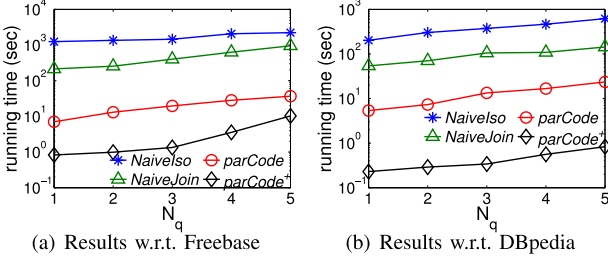 running time (sec)
10^4
10^3
10^2
10^1
10^0
10^-1
NaiveIso parCode
NaiveJoin parCode^+
1 2 3 4 5
N_q
(a) Results w.r.t. Freebase
running time (sec)
10^3
10^2
10^1
10^0
10^-1
NaiveIso parCode
NaiveJoin parCode^+
1 2 3 4 5
N_q
(b) Results w.r.t. DBpedia